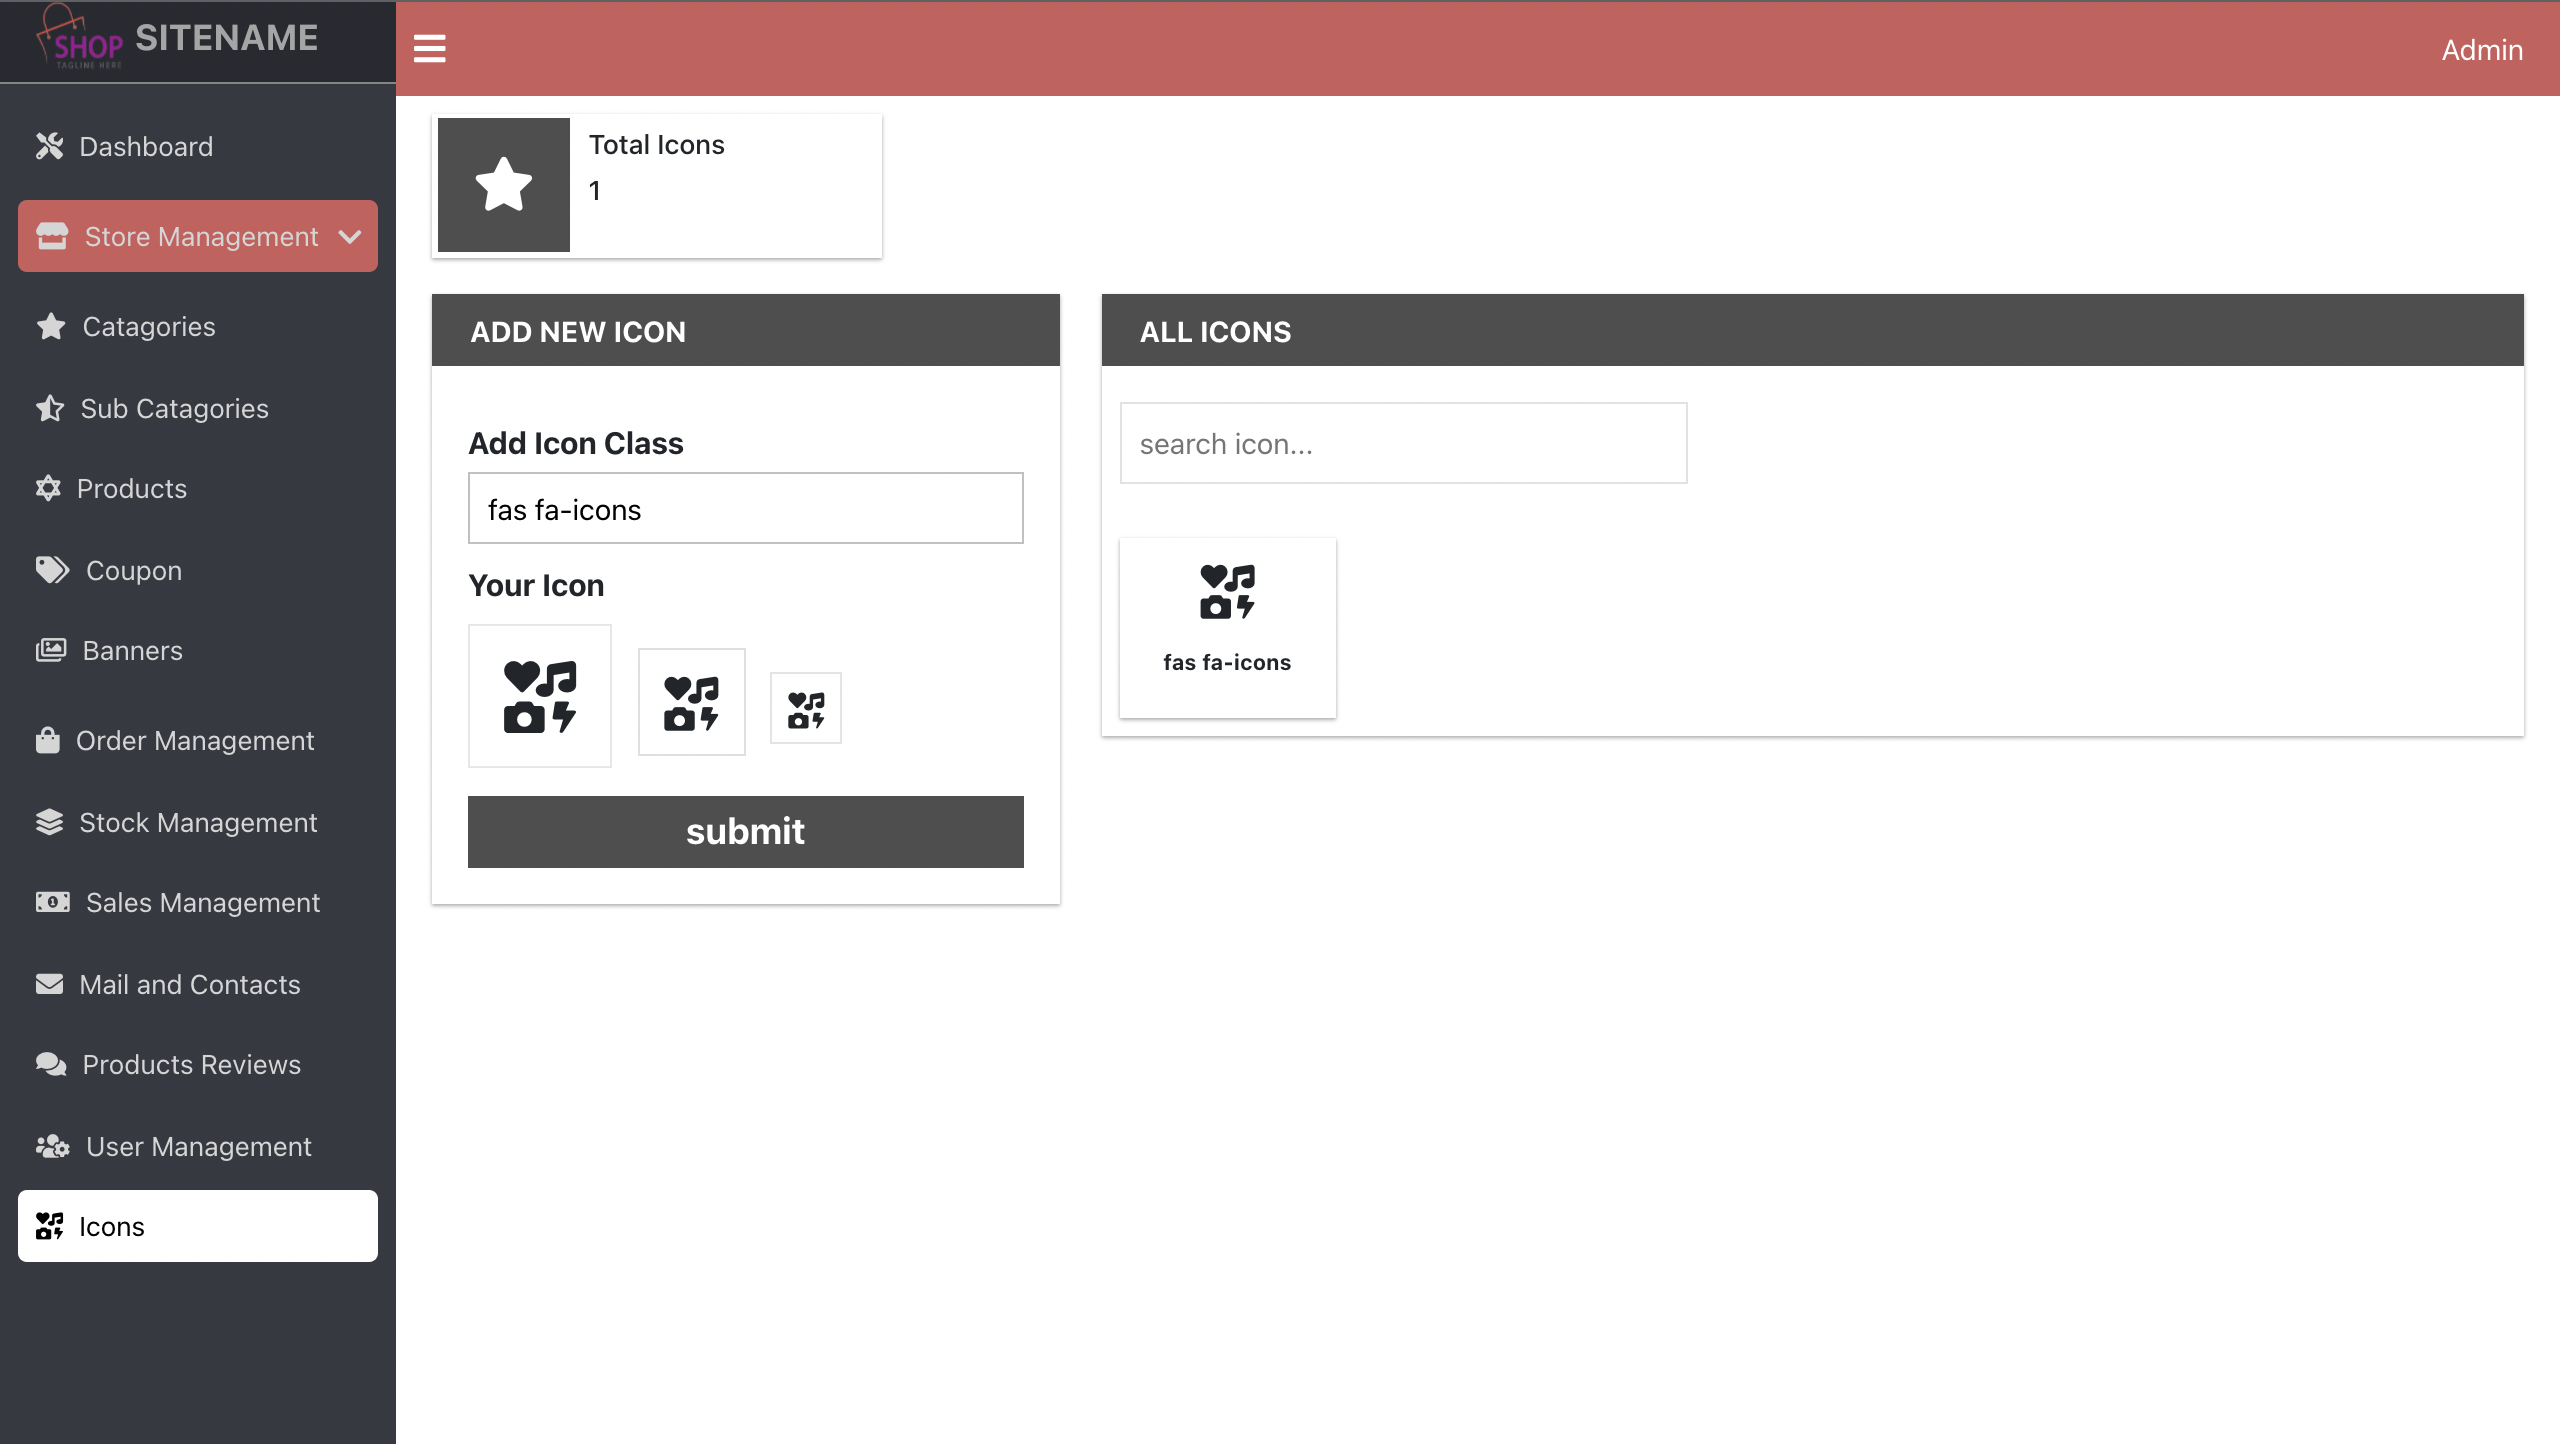 SHOP
TAGLINE HERE
SITENAME
Admin
Dashboard
Store Management
Catagories
Sub Catagories
Products
Coupon
Banners
Order Management
Stock Management
Sales Management
Mail and Contacts
Products Reviews
User Management
Icons
Total Icons
1
ADD NEW ICON
Add Icon Class
fas fa-icons
Your Icon
submit
ALL ICONS
search icon...
fas fa-icons